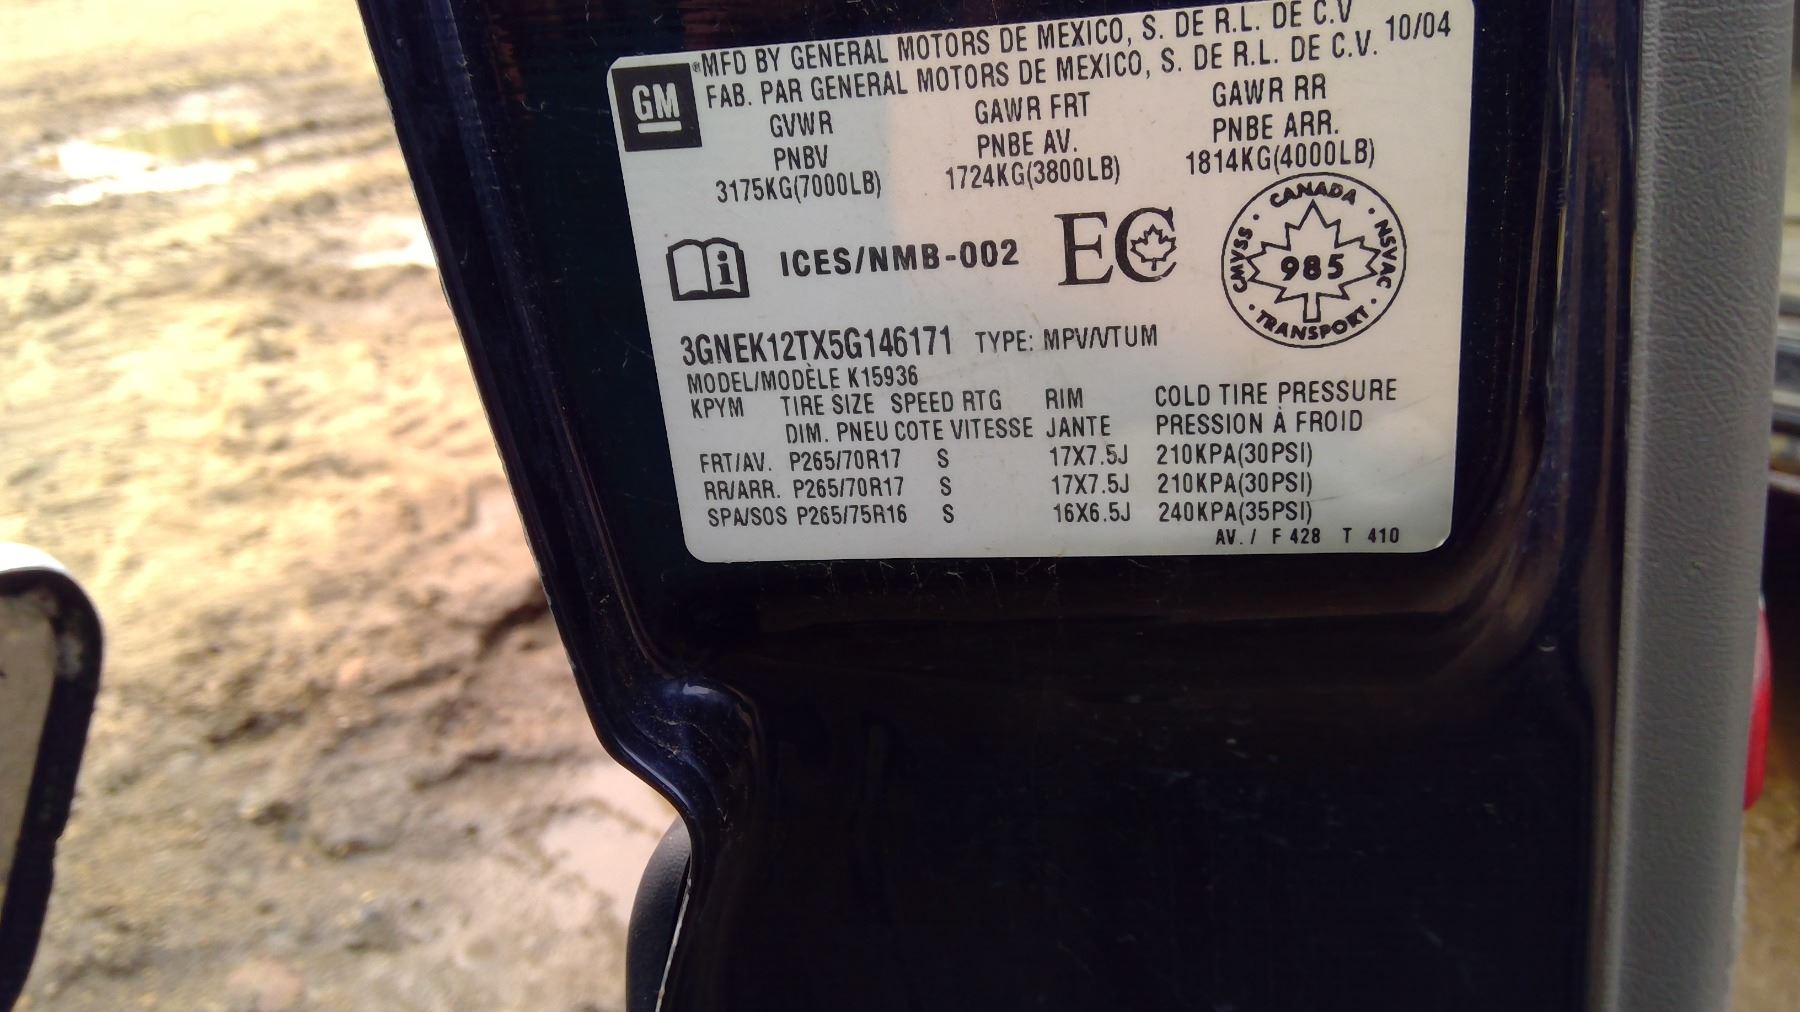 GM
MFD BY GENERAL MOTORS DE MEXICO, S. DE R.L. DE C.V
FAB. PAR GENERAL MOTORS DE MEXICO, S. DE R.L. DE C.V. 10/04
GVWR GAWR FRT GAWR RR
PNBV PNBE AV. PNBE ARR.
3175KG(7000LB) 1724KG(3800LB) 1814KG(4000LB)
i ICES/NMB-002 EC
CANADA
CMVSS 985 NSVAC
TRANSPORT
3GNEK12TX5G146171 TYPE: MPV/VTUM
MODEL/MODÈLE K15936
KPYM TIRE SIZE SPEED RTG RIM COLD TIRE PRESSURE
DIM. PNEU COTE VITESSE JANTE PRESSION À FROID
FRT/AV. P265/70R17 S 17X7.5J 210KPA(30PSI)
RR/ARR. P265/70R17 S 17X7.5J 210KPA(30PSI)
SPA/SOS P265/75R16 S 16X6.5J 240KPA(35PSI)
AV. / F 428 T 410